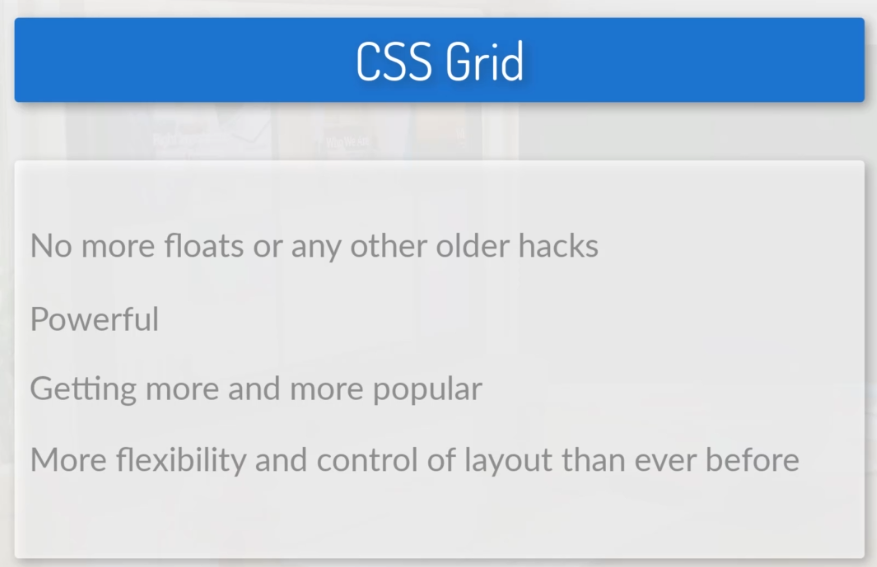 CSS Grid
No more floats or any other older hacks
Powerful
Getting more and more popular
More flexibility and control of layout than ever before